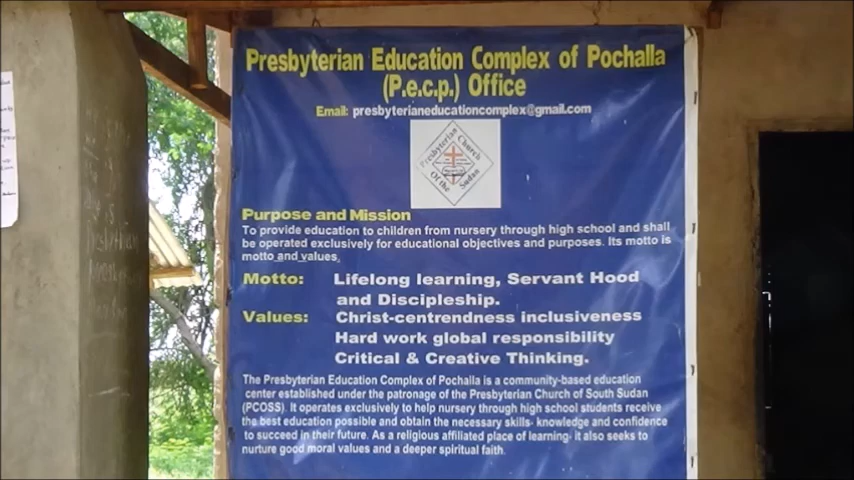 Presbyterian Education Complex of Pochalla
(P.e.c.p.) Office
Email: presbyterianeducationcomplex@gmail.com
Presbyterian Church
Of the Sudan
Purpose and Mission
To provide education to children from nursery through high school and shall
be operated exclusively for educational objectives and purposes. Its motto is
motto and values,
Motto: Lifelong learning, Servant Hood
and Discipleship.
Values: Christ-centrendness inclusiveness
Hard work global responsibility
Critical & Creative Thinking.
The Presbyterian Education Complex of Pochalla is a community-based education
center established under the patronage of the Presbyterian Church of South Sudan
(PCOSS). It operates exclusively to help nursery through high school students receive
the best education possible and obtain the necessary skills- knowledge and confidence
to succeed in their future. As a religious affiliated place of learning- it also seeks to
nurture good moral values and a deeper spiritual faith.